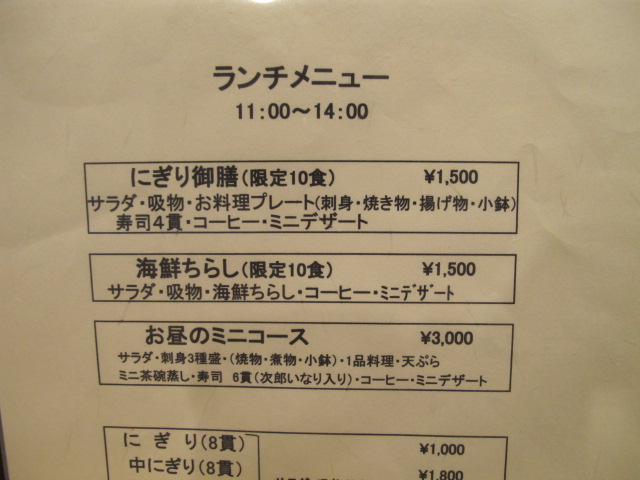 ランチメニュー
11:00～14:00
にぎり御膳(限定10食) ¥1,500
サラダ・吸物・お料理プレート(刺身・焼き物・揚げ物・小鉢)
寿司4貫・コーヒー・ミニデザート
海鮮ちらし(限定10食) ¥1,500
サラダ・吸物・海鮮ちらし・コーヒー・ﾐﾆﾃﾞｻﾞｰﾄ
お昼のミニコース ¥3,000
サラダ・刺身3種盛・(焼物・煮物・小鉢)・1品料理・天ぷら
ミニ茶碗蒸し・寿司 6貫(次郎いなり入り)・コーヒー・ミニデザート
にぎり(8貫) ¥1,000
中にぎり(8貫) ¥1,800